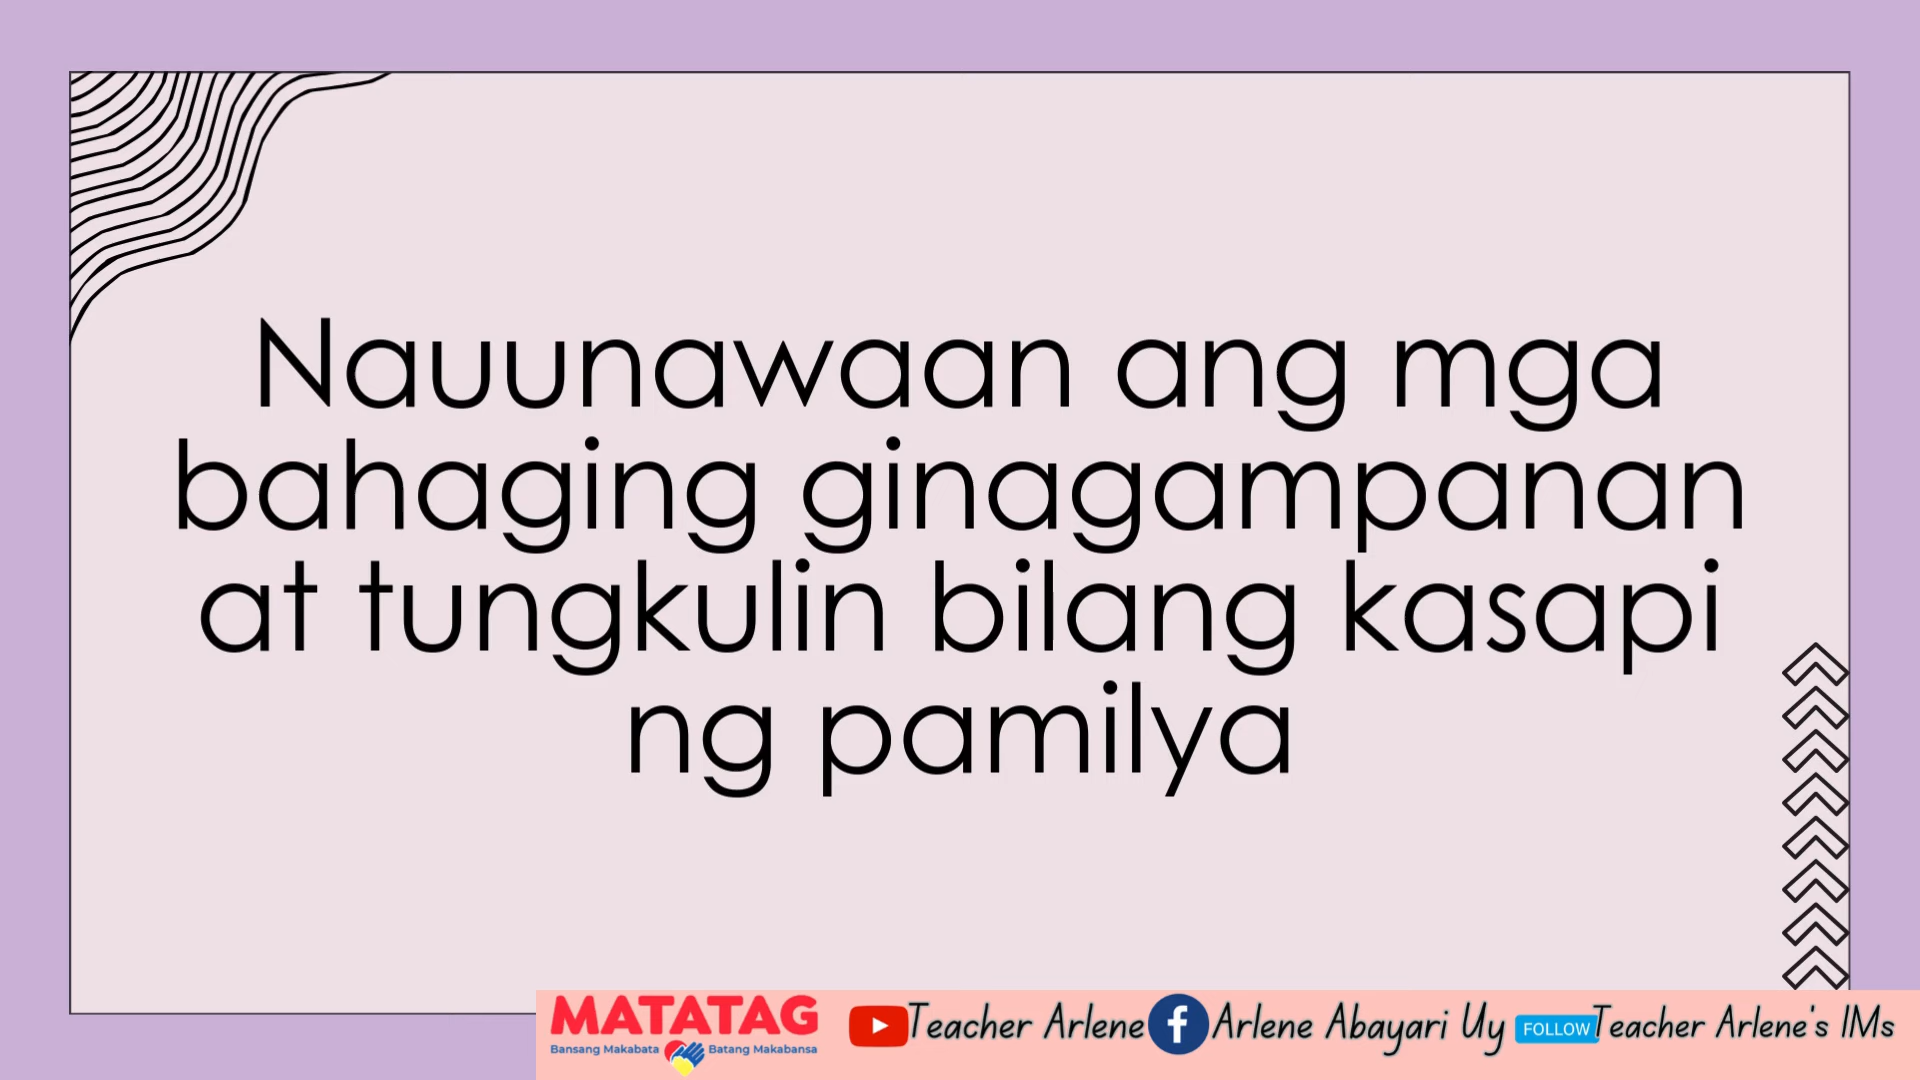 Nauunawaan ang mga
bahaging ginagampanan
at tungkulin bilang kasapi
ng pamilya
MATATAG
Bansang Makabata Batang Makabansa
Teacher Arlene
Arlene Abayari Uy
FOLLOW
Teacher Arlene's IMs